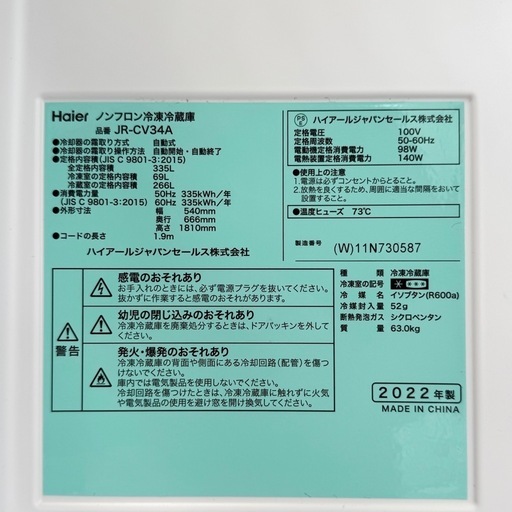 Haier ノンフロン冷凍冷蔵庫
品番 JR-CV34A
●冷却器の霜取り方式 自動式
●冷却器の霜取り操作方法 自動開始・自動終了
●定格内容積(JIS C 9801-3:2015)
全定格内容積 335L
冷凍室の定格内容積 69L
冷蔵室の定格内容積 266L
●消費電力量 50Hz 335kWh/年
(JIS C 9801-3:2015) 60Hz 335kWh/年
●外形寸法 幅 540mm
奥行 666mm
高さ 1810mm
●コードの長さ 1.9m
ハイアールジャパンセールス株式会社
警告
感電のおそれあり
お手入れのときには、必ず電源プラグを抜いてください。
抜かずに作業すると感電のおそれがあります。
幼児の閉じ込みのおそれあり
冷凍冷蔵庫を廃棄処分するときは、ドアパッキンを外してください。
発火・爆発のおそれあり
冷凍冷蔵庫の背面や側面にある冷却回路(配管)を傷つけないでください。
庫内では電気製品を使用しないでください。
冷却回路を傷つけたときは、冷凍冷蔵庫に触れずに火気や電気製品の使用を避け窓を開け換気してください。
PSE ハイアールジャパンセールス株式会社
定格電圧 100V
定格周波数 50-60Hz
電動機定格消費電力 98W
電熱装置定格消費電力 140W
●使用上の注意
1.電源は必ずコンセントからとること。
2.放熱を良くするため、周囲に適当な間隔をおいて設置すること。
●温度ヒューズ 73℃
製造番号 (W)11N730587
種類 冷凍冷蔵庫
冷凍室の記号
冷媒 イソブタン(R600a)
冷媒封入量 52g
断熱発泡ガス シクロペンタン
質量 63.0kg
2022年製
MADE IN CHINA